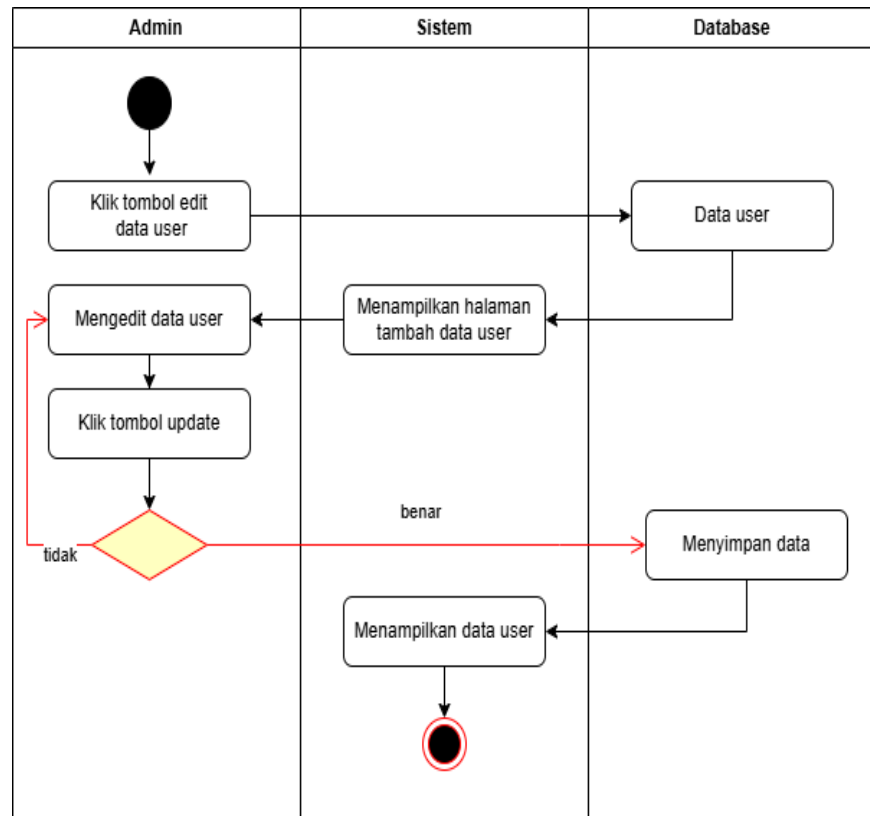 Admin
Sistem
Database
Klik tombol edit
data user
Data user
Mengedit data user
Menampilkan halaman
tambah data user
Klik tombol update
benar
tidak
Menyimpan data
Menampilkan data user